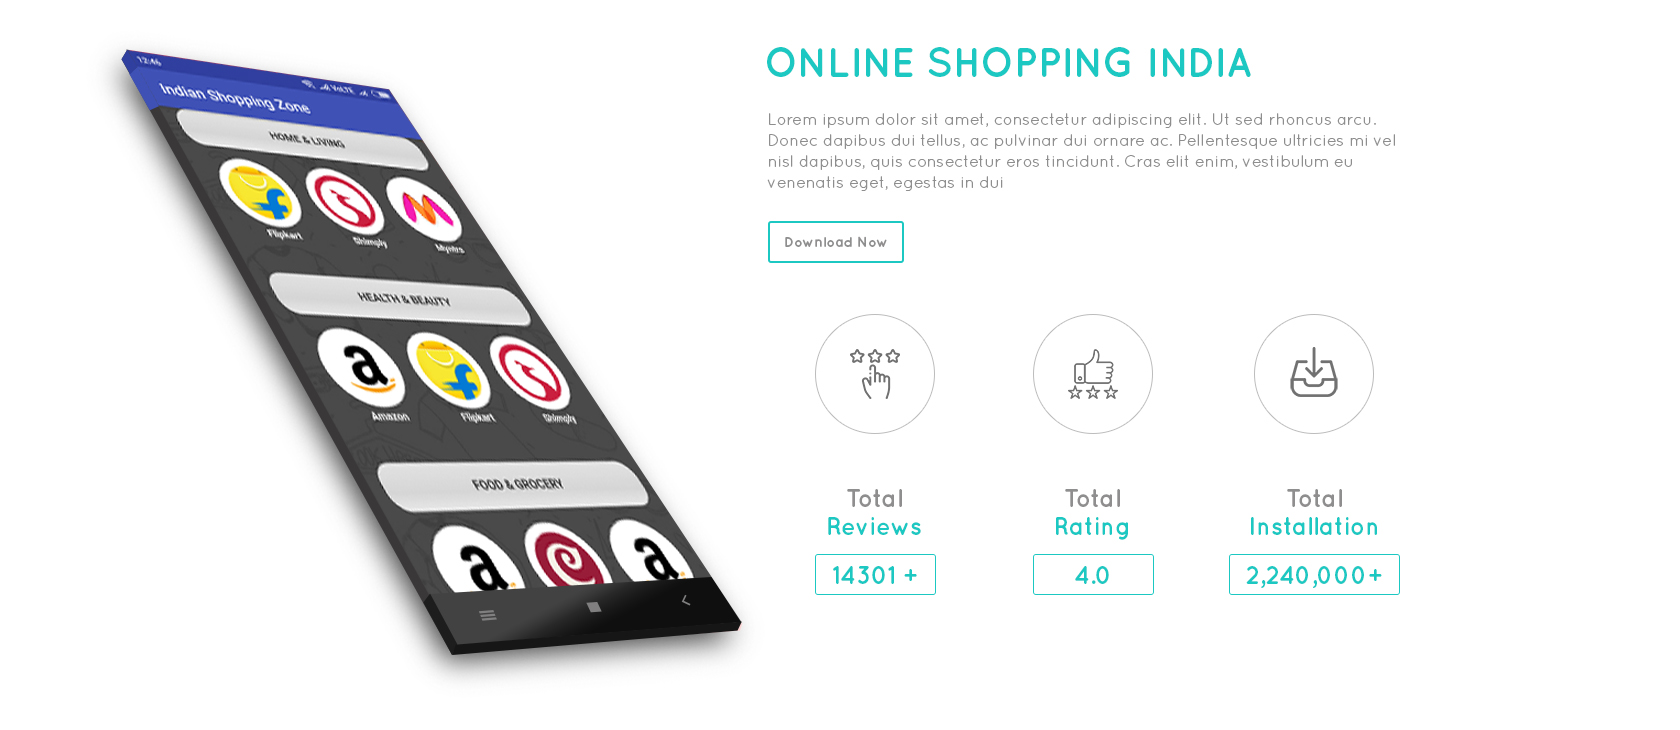 12:46
VoLTE
Indian Shopping Zone
HOME & LIVING
Flipkart
Shimply
Myntra
HEALTH & BEAUTY
Amazon
Flipkart
Shimply
FOOD & GROCERY
ONLINE SHOPPING INDIA
Lorem ipsum dolor sit amet, consectetur adipiscing elit. Ut sed rhoncus arcu.
Donec dapibus dui tellus, ac pulvinar dui ornare ac. Pellentesque ultricies mi vel
nisl dapibus, quis consectetur eros tincidunt. Cras elit enim, vestibulum eu
venenatis eget, egestas in dui
Download Now
Total
Reviews
14301 +
Total
Rating
4.0
Total
Installation
2,240,000+